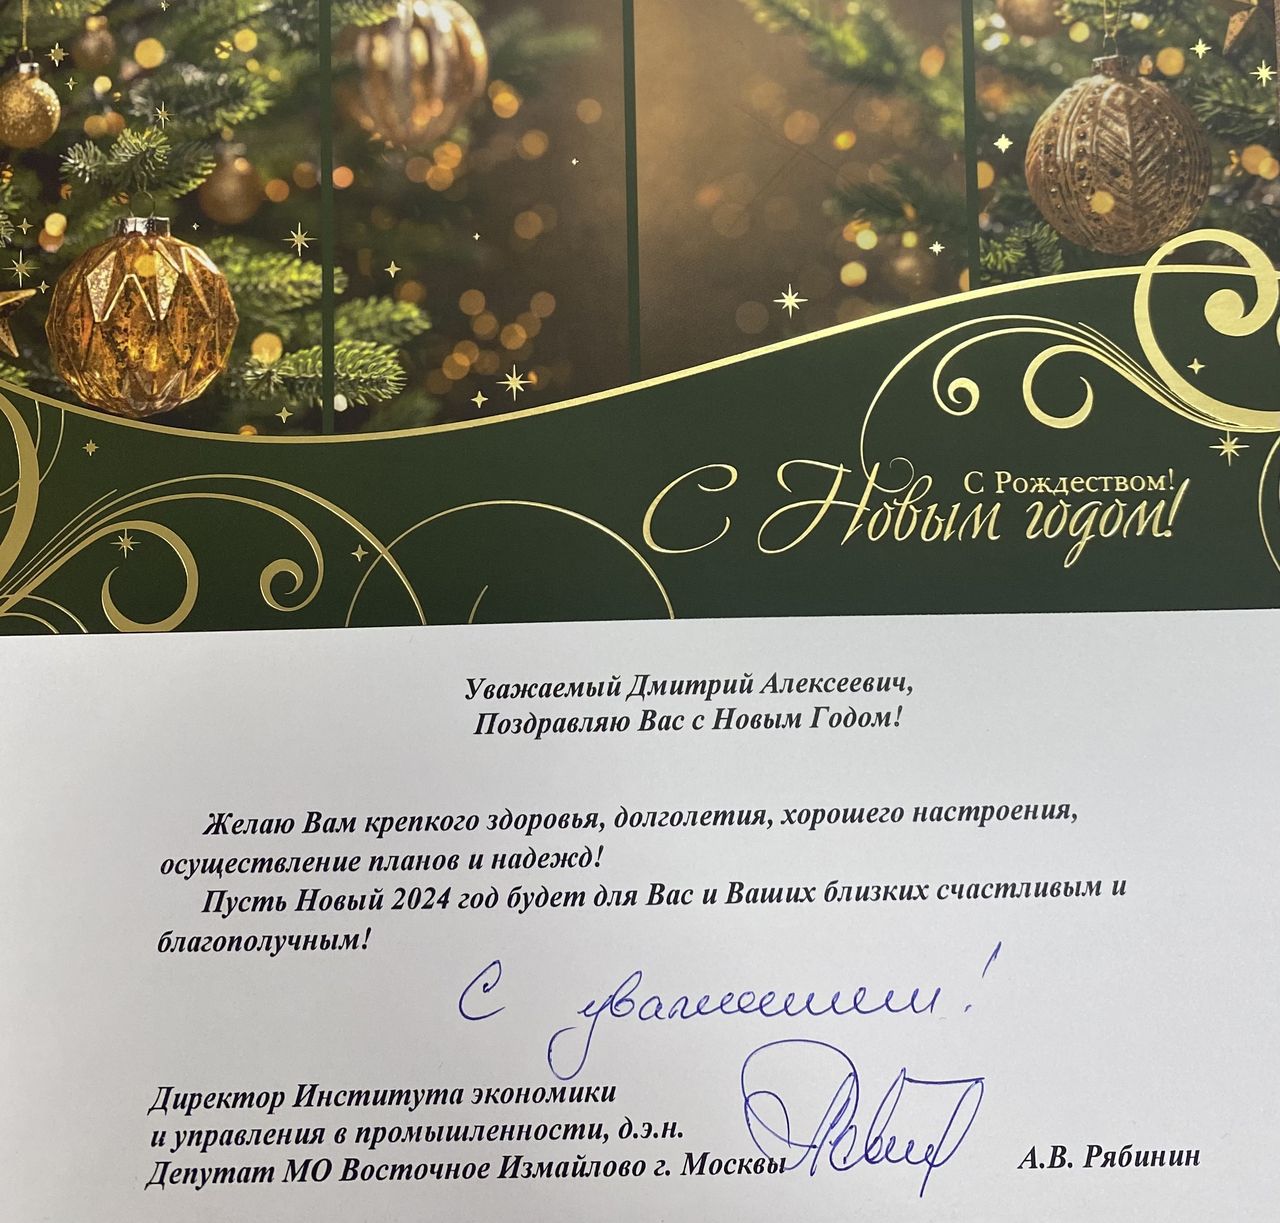 С Рождеством!
С Новым годом!
Уважаемый Дмитрий Алексеевич,
Поздравляю Вас с Новым Годом!
Желаю Вам крепкого здоровья, долголетия, хорошего настроения,
осуществление планов и надежд!
Пусть Новый 2024 год будет для Вас и Ваших близких счастливым и
благополучным!
С уважением!
Директор Института экономики
и управления в промышленности, д.э.н.
Депутат МО Восточное Измайлово г. Москвы
А.В. Рябинин